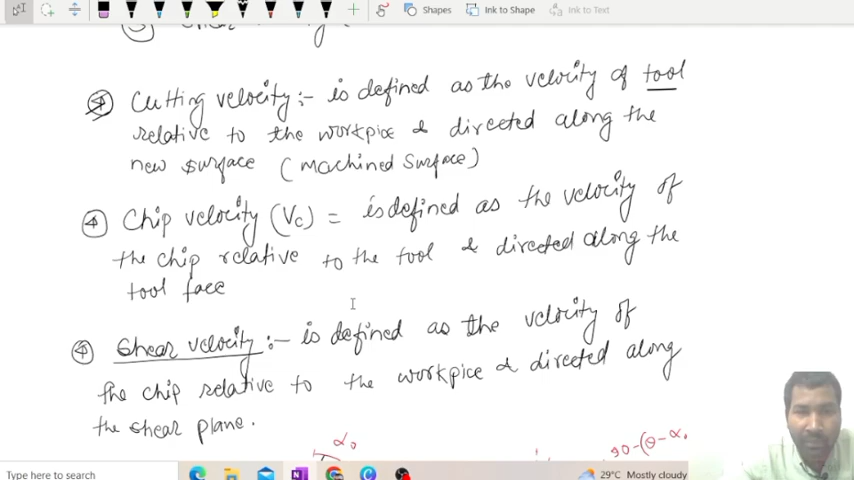 Shapes Ink to Shape Ink to Text
Cutting velocity :- is defined as the velocity of tool
relative to the workpice & directed along the
new surface (Machined Surface)
Chip velocity (Vc) = is defined as the velocity of
the chip relative to the tool & directed along the
tool face
Shear velocity :- is defined as the velocity of
the chip relative to the workpice & directed along
the shear plane.
α₀ 90-(θ-α₀
Type here to search 29°C Mostly cloudy